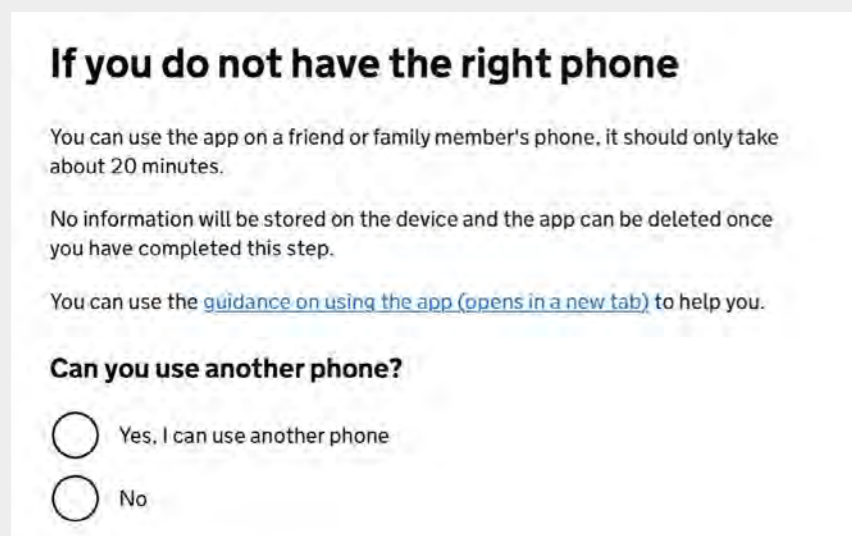 If you do not have the right phone
You can use the app on a friend or family member's phone, it should only take
about 20 minutes.
No information will be stored on the device and the app can be deleted once
you have completed this step.
You can use the guidance on using the app (opens in a new tab) to help you.
Can you use another phone?
Yes, I can use another phone
No